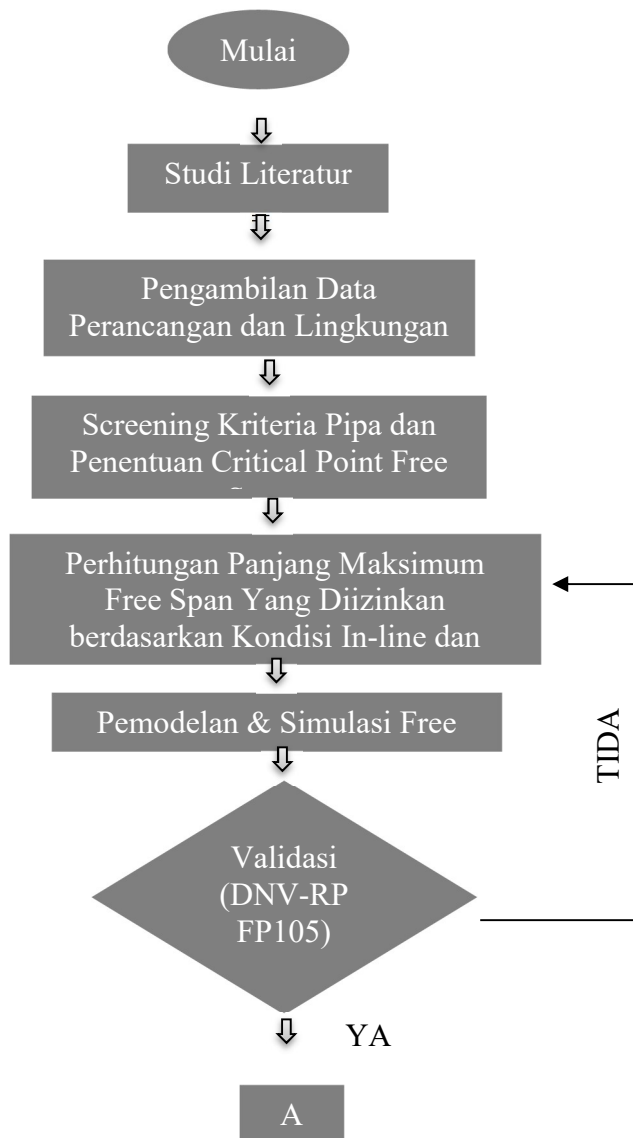 Mulai
Studi Literatur
Pengambilan Data
Perancangan dan Lingkungan
Screening Kriteria Pipa dan
Penentuan Critical Point Free
Perhitungan Panjang Maksimum
Free Span Yang Diizinkan
berdasarkan Kondisi In-line dan
Pemodelan & Simulasi Free
TIDA
Validasi
(DNV-RP
FP105)
YA
A